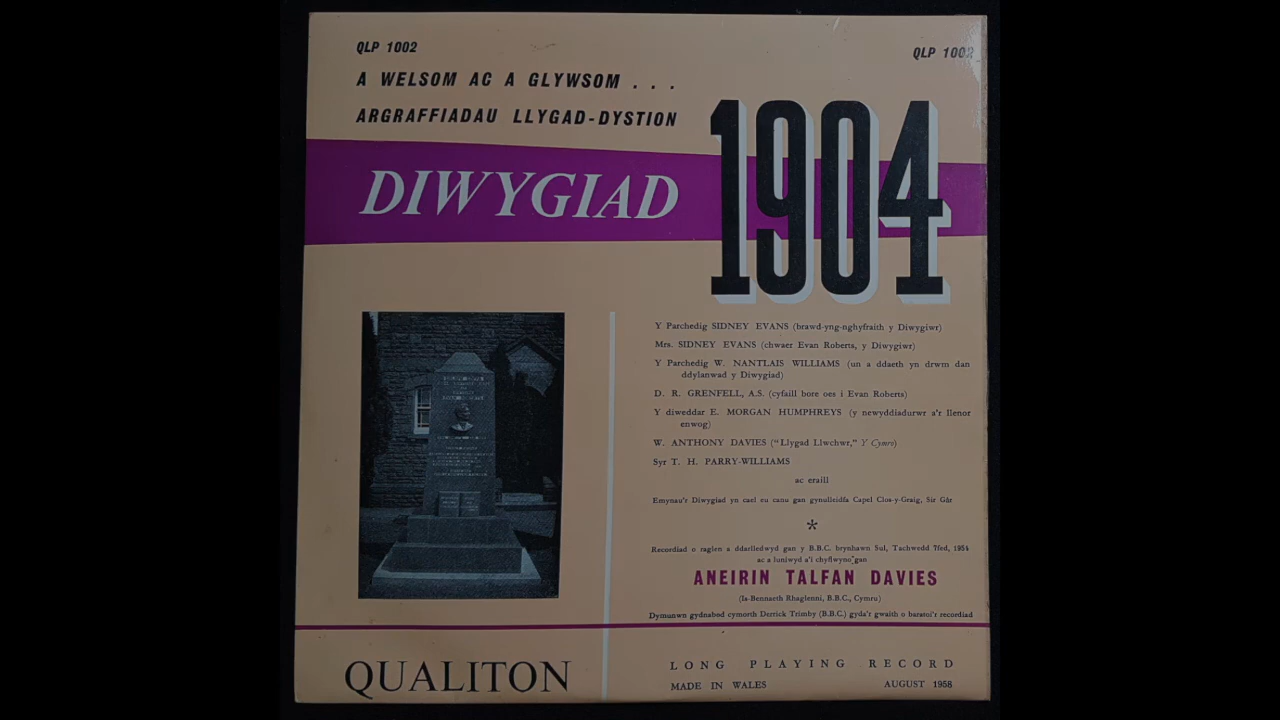 QLP 1002
QLP 1002
A WELSOM AC A GLYWSOM . . .
ARGRAFFIADAU LLYGAD-DYSTION
DIWYGIAD 1904
Y Parchedig SIDNEY EVANS (brawd-yng-nghyfraith y Diwygiwr)
Mrs. SIDNEY EVANS (chwaer Evan Roberts, y Diwygiwr)
Y Parchedig W. NANTLAIS WILLIAMS (un a ddaeth yn drwm dan
ddylanwad y Diwygiad)
D. R. GRENFELL, A.S. (cyfaill bore oes i Evan Roberts)
Y diweddar E. MORGAN HUMPHREYS (y newyddiadurwr a'r llenor
enwog)
W. ANTHONY DAVIES ("Llygad Llwchwr," Y Cymro)
Syr T. H. PARRY-WILLIAMS
ac eraill
Emynau'r Diwygiad yn cael eu canu gan gynulleidfa Capel Clos-y-Graig, Sir Gâr
*
Recordiad o raglen a ddarlledwyd gan y B.B.C. brynhawn Sul, Tachwedd 7fed, 1954
ac a luniwyd a'i chyflwyno gan
ANEIRIN TALFAN DAVIES
(Is-Bennaeth Rhaglenni, B.B.C., Cymru)
Dymunwn gydnabod cymorth Derrick Trimby (B.B.C.) gyda'r gwaith o baratoi'r recordiad
QUALITON
LONG PLAYING RECORD
MADE IN WALES
AUGUST 1958